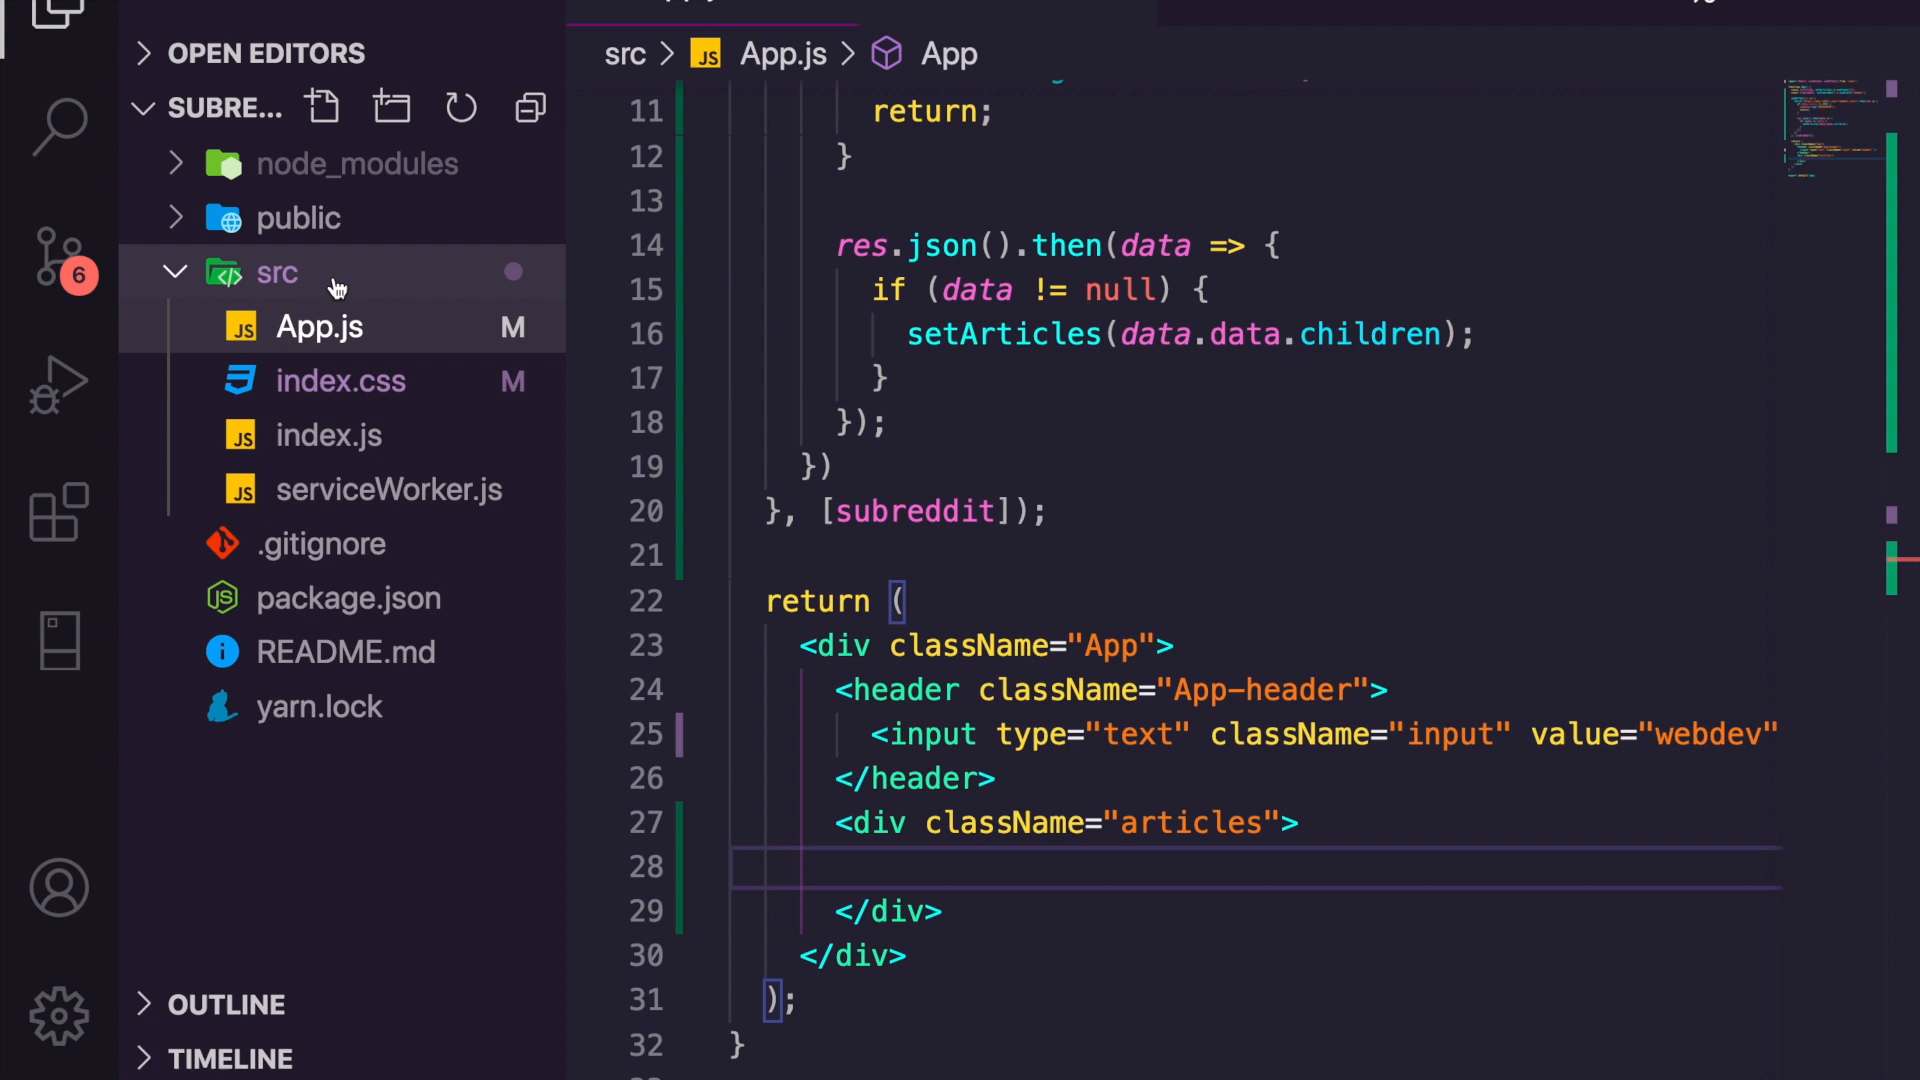 OPEN EDITORS
SUBRE...
node_modules
public
src
App.js M
index.css M
index.js
serviceWorker.js
.gitignore
package.json
README.md
yarn.lock
OUTLINE
TIMELINE
6
src > JS App.js > App
11 return;
12 }
13
14 res.json().then(data => {
15 if (data != null) {
16 setArticles(data.data.children);
17 }
18 });
19 })
20 }, [subreddit]);
21
22 return (
23 <div className="App">
24 <header className="App-header">
25 <input type="text" className="input" value="webdev"
26 </header>
27 <div className="articles">
28
29 </div>
30 </div>
31 );
32 }